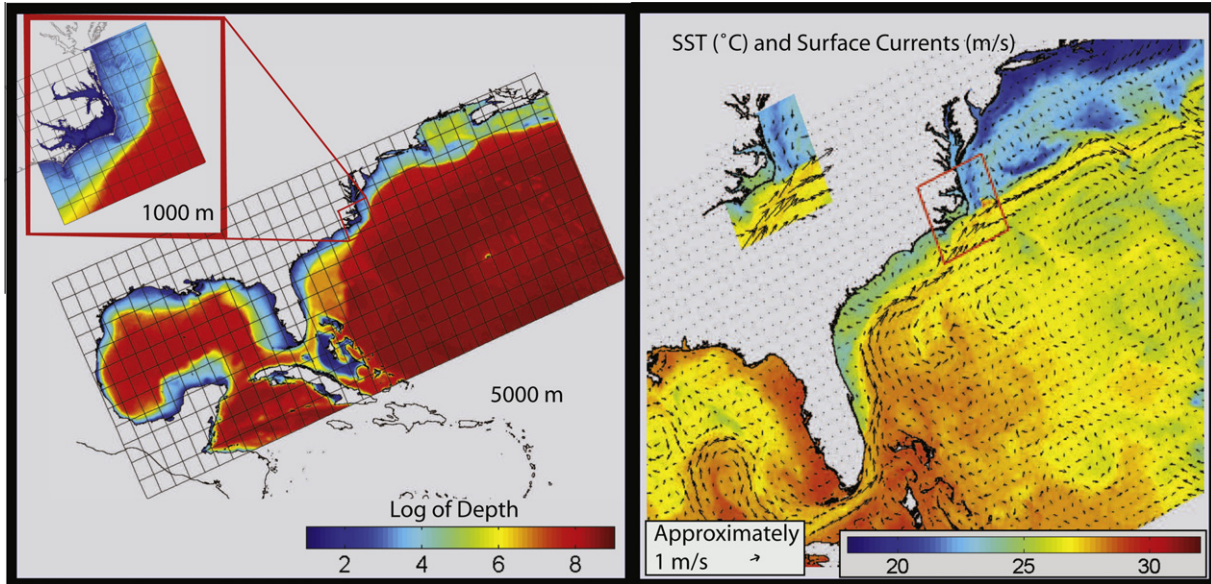 1000 m
5000 m
Log of Depth
2 4 6 8
SST (˚C) and Surface Currents (m/s)
Approximately
1 m/s
20 25 30